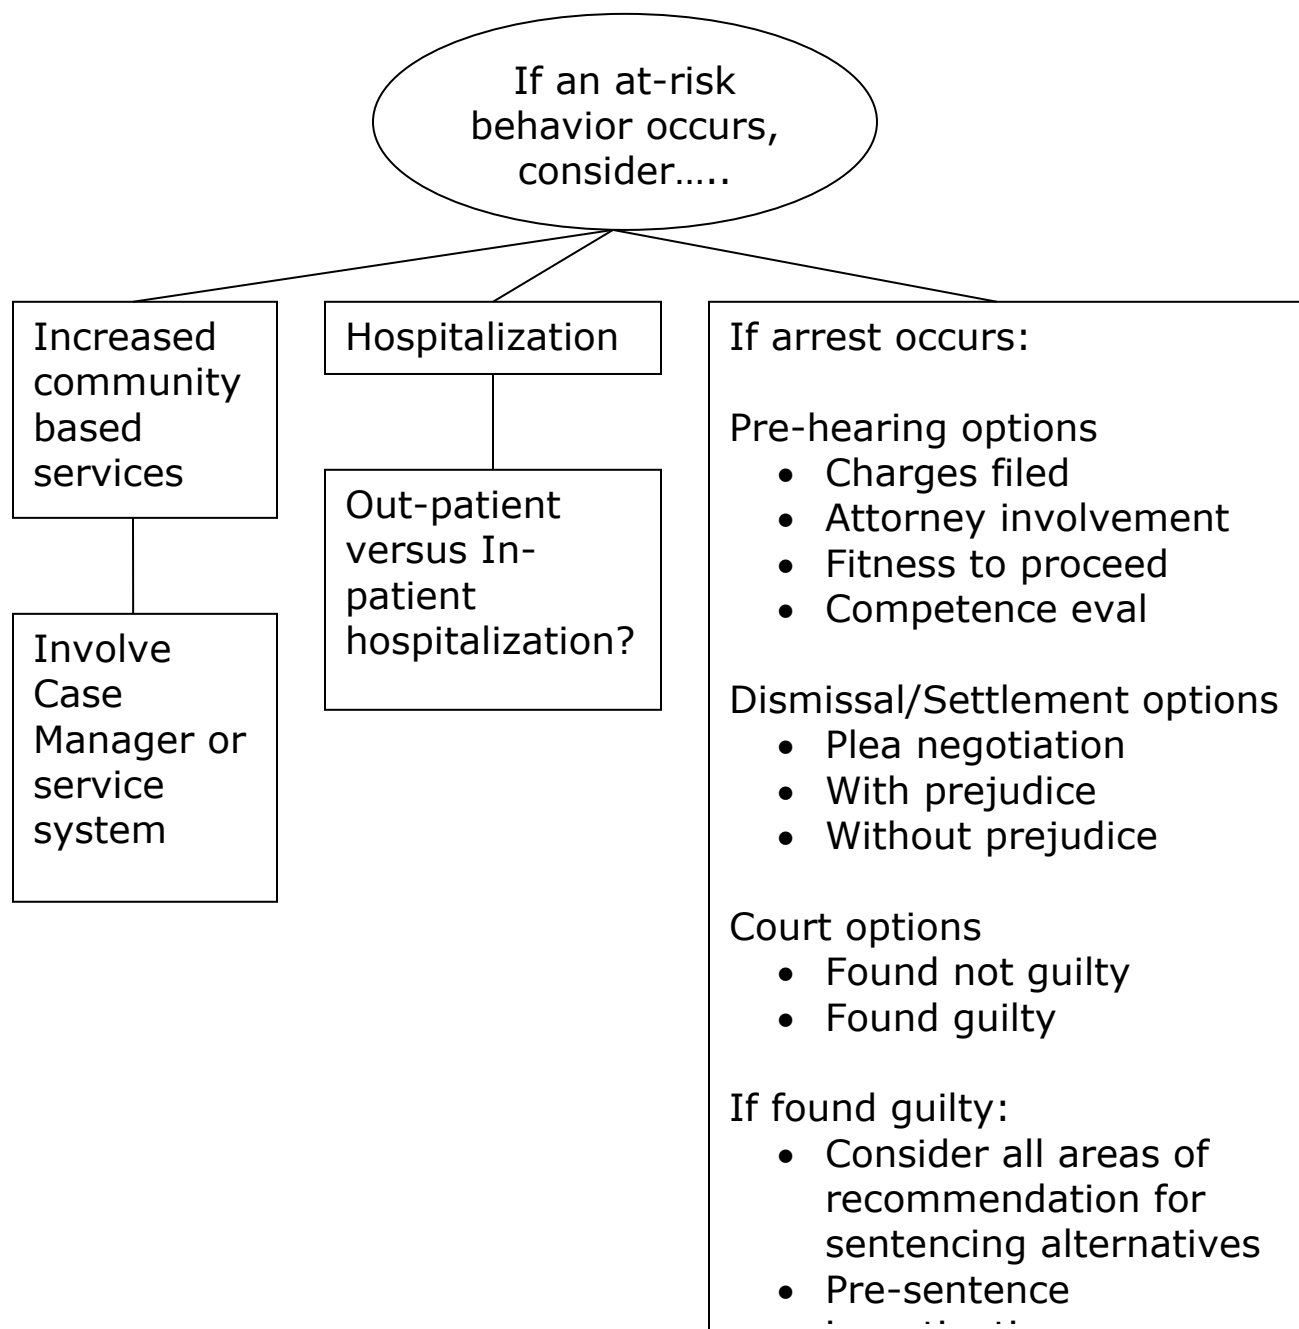 If an at-risk
behavior occurs,
consider…..
Increased
community
based
services
Involve
Case
Manager or
service
system
Hospitalization
Out-patient
versus In-
patient
hospitalization?
If arrest occurs:
Pre-hearing options
• Charges filed
• Attorney involvement
• Fitness to proceed
• Competence eval
Dismissal/Settlement options
• Plea negotiation
• With prejudice
• Without prejudice
Court options
• Found not guilty
• Found guilty
If found guilty:
• Consider all areas of
recommendation for
sentencing alternatives
• Pre-sentence